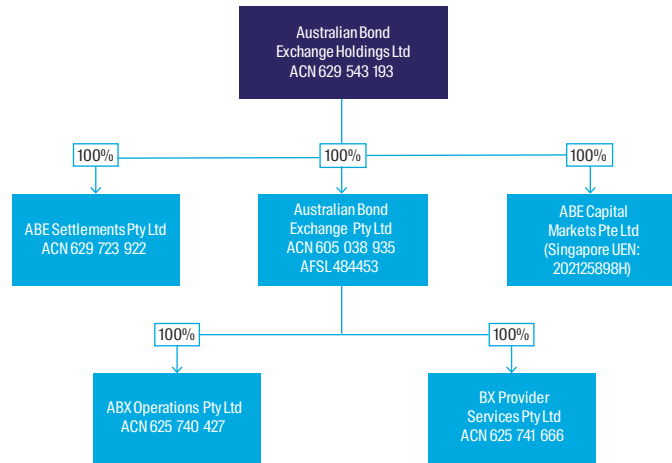 Australian Bond
Exchange Holdings Ltd
ACN 629 543 193
100%
100%
100%
ABE Settlements Pty Ltd
ACN 629 723 922
Australian Bond
Exchange Pty Ltd
ACN 605 038 935
AFSL 484453
ABE Capital
Markets Pte Ltd
(Singapore UEN:
202125898H)
100%
100%
ABX Operations Pty Ltd
ACN 625 740 427
BX Provider
Services Pty Ltd
ACN 625 741 666